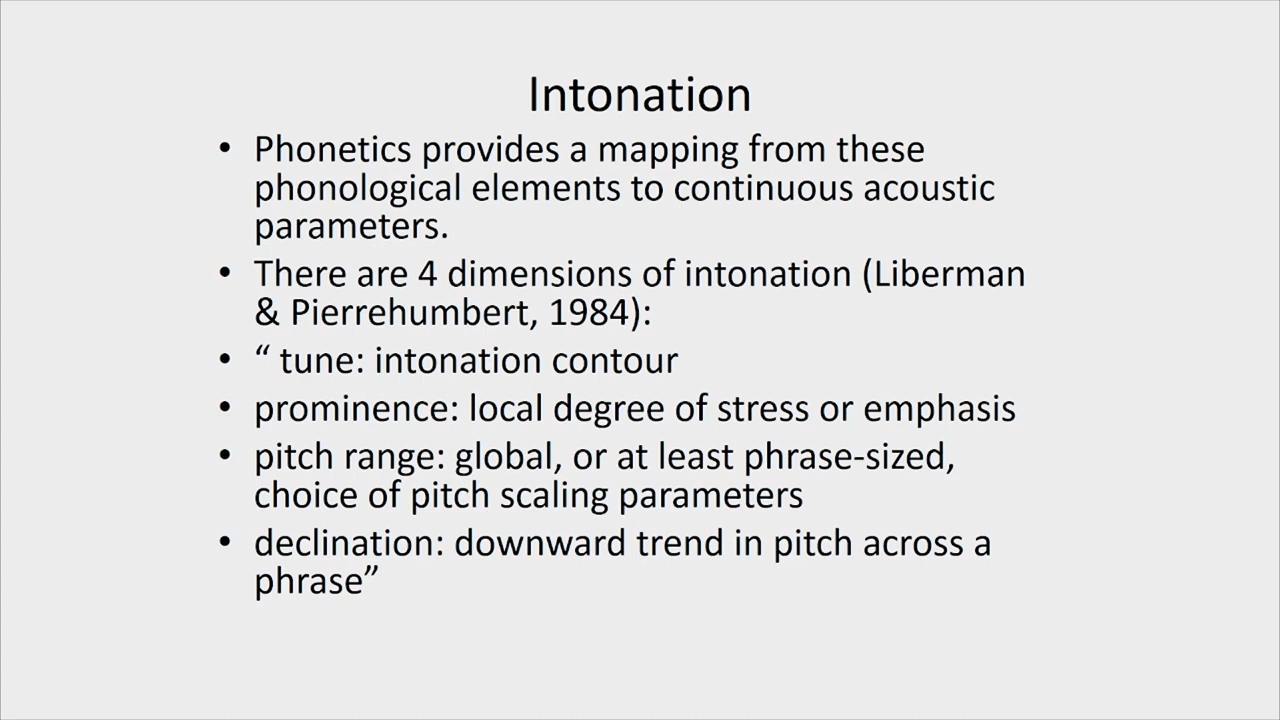 Intonation
• Phonetics provides a mapping from these
phonological elements to continuous acoustic
parameters.
• There are 4 dimensions of intonation (Liberman
& Pierrehumbert, 1984):
• “ tune: intonation contour
• prominence: local degree of stress or emphasis
• pitch range: global, or at least phrase-sized,
choice of pitch scaling parameters
• declination: downward trend in pitch across a
phrase”